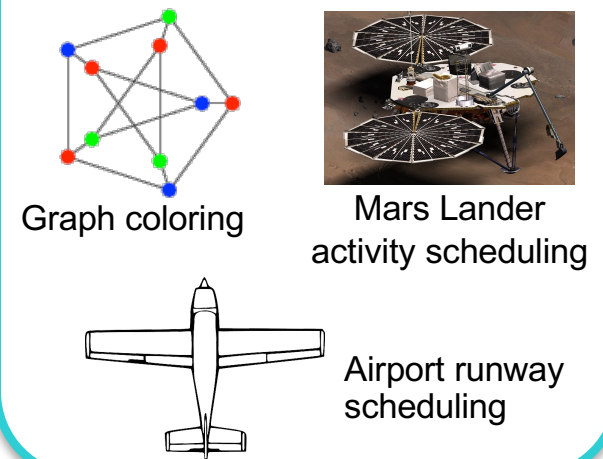 Graph coloring
Mars Lander
activity scheduling
Airport runway
scheduling